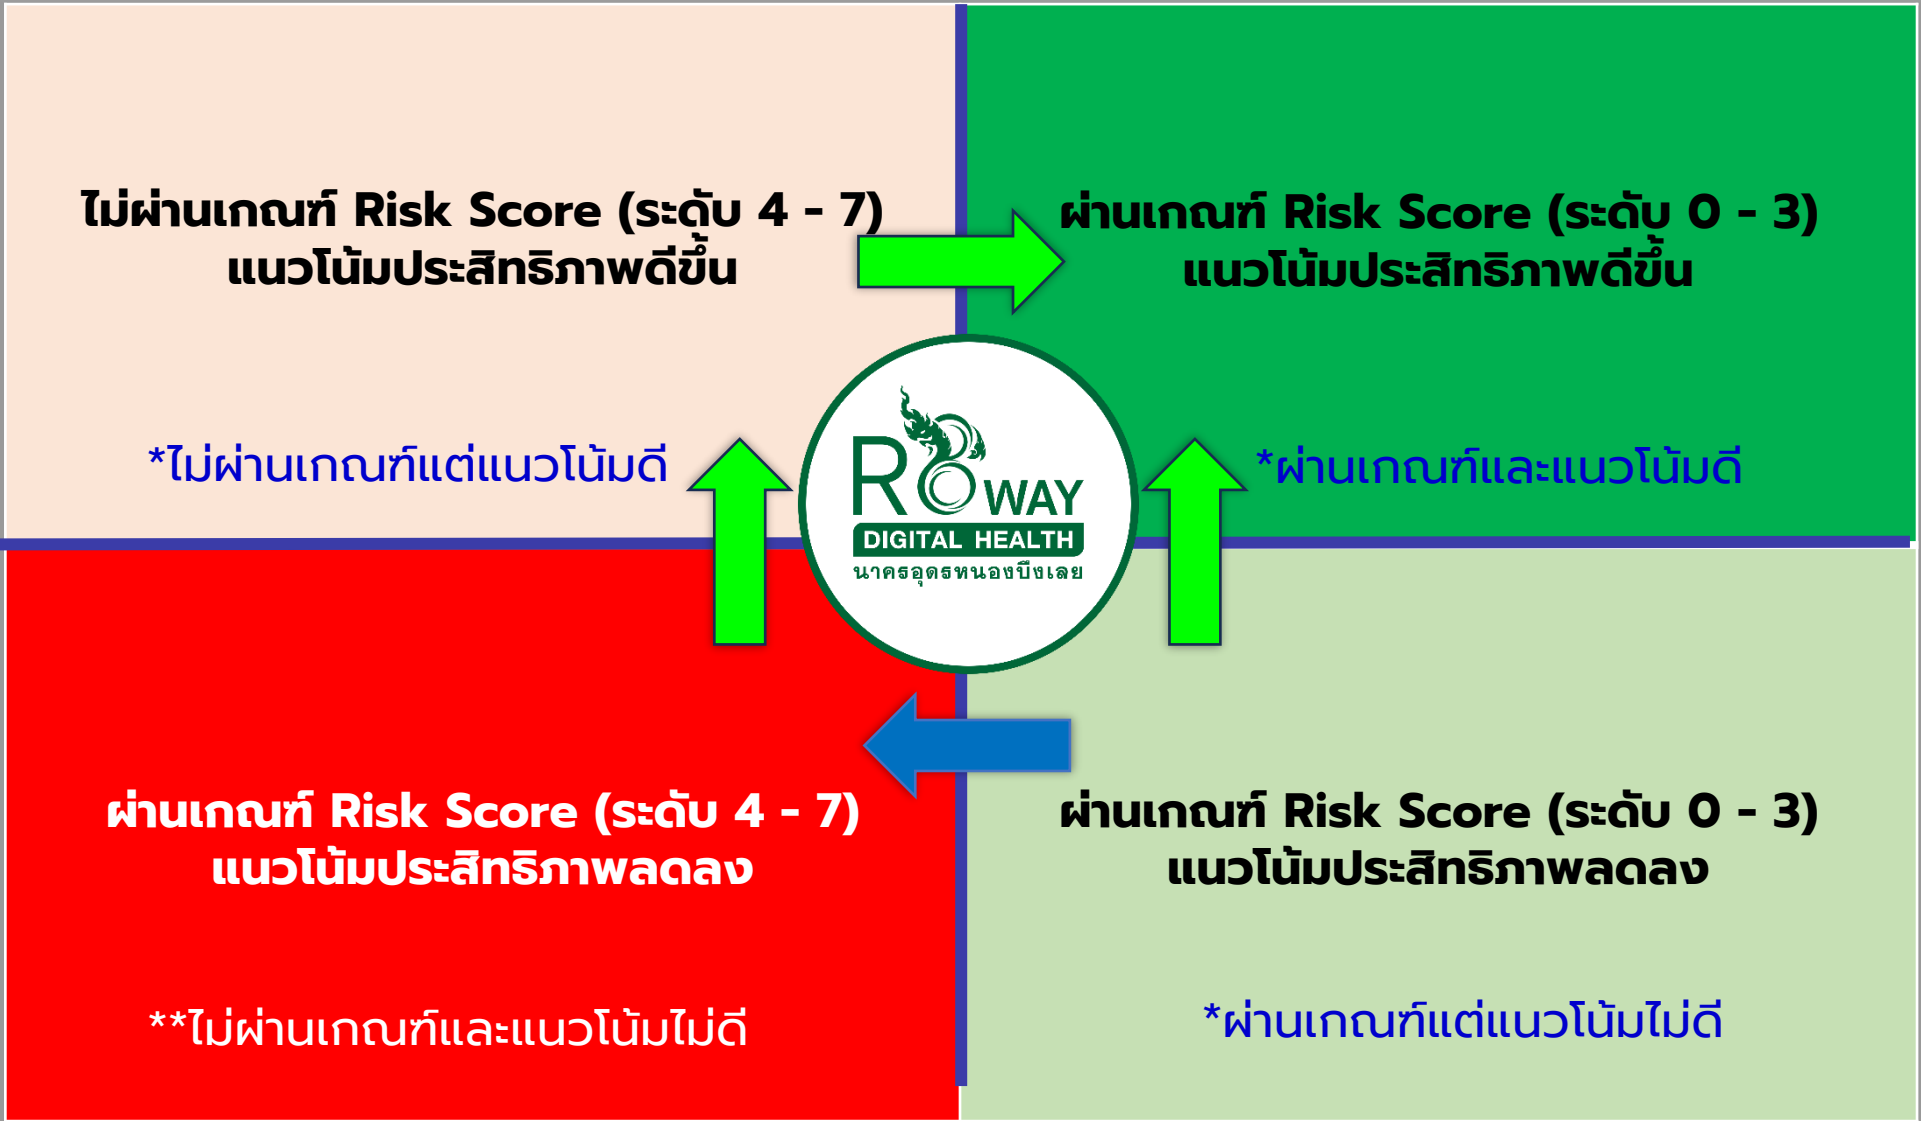 ไม่ผ่านเกณฑ์ Risk Score (ระดับ 4 - 7)
แนวโน้มประสิทธิภาพดีขึ้น
*ไม่ผ่านเกณฑ์แต่แนวโน้มดี
ผ่านเกณฑ์ Risk Score (ระดับ 0 - 3)
แนวโน้มประสิทธิภาพดีขึ้น
*ผ่านเกณฑ์และแนวโน้มดี
R8 WAY
DIGITAL HEALTH
นาครอุดรหนองบึงเลย
ผ่านเกณฑ์ Risk Score (ระดับ 4 - 7)
แนวโน้มประสิทธิภาพลดลง
**ไม่ผ่านเกณฑ์และแนวโน้มไม่ดี
ผ่านเกณฑ์ Risk Score (ระดับ 0 - 3)
แนวโน้มประสิทธิภาพลดลง
*ผ่านเกณฑ์แต่แนวโน้มไม่ดี